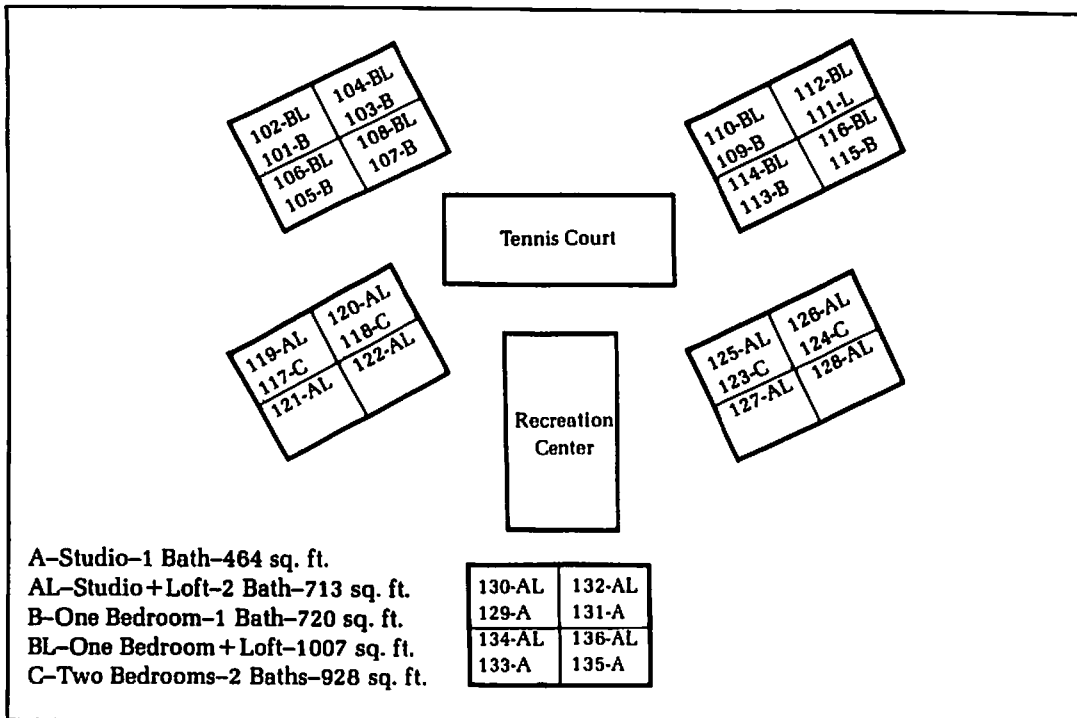 102-BL
101-B
104-BL
103-B
106-BL
105-B
108-BL
107-B
110-BL
109-B
112-BL
111-L
114-BL
113-B
116-BL
115-B
Tennis Court
119-AL
117-C
120-AL
118-C
121-AL
122-AL
125-AL
123-C
126-AL
124-C
127-AL
128-AL
Recreation
Center
A–Studio–1 Bath–464 sq. ft.
AL–Studio+Loft–2 Bath–713 sq. ft.
B–One Bedroom–1 Bath–720 sq. ft.
BL–One Bedroom+Loft–1007 sq. ft.
C–Two Bedrooms–2 Baths–928 sq. ft.
130-AL
129-A
132-AL
131-A
134-AL
133-A
136-AL
135-A